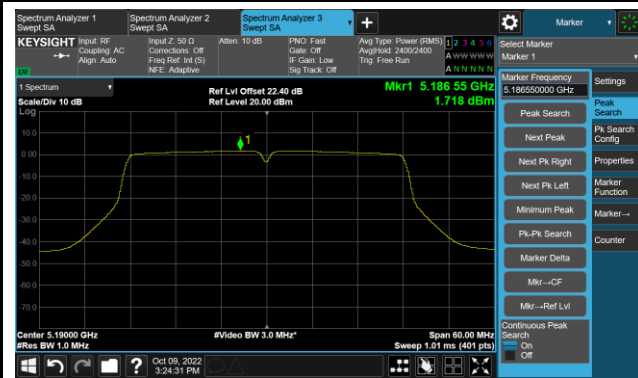 Spectrum Analyzer 1
Swept SA
Spectrum Analyzer 2
Swept SA
Spectrum Analyzer 3
Swept SA
Marker
KEYSIGHT
Input: RF
Coupling: AC
Align: Auto
Input Z: 50 Ω
Corrections: Off
Freq Ref: Int (S)
NFE: Adaptive
Atten: 10 dB
PNO: Fast
Gate: Off
IF Gain: Low
Sig Track: Off
Avg Type: Power (RMS)
Avg|Hold: 2400/2400
Trig: Free Run
1 2 3 4 5 6
A W W W W W
A N N N N N
Select Marker
Marker 1
1 Spectrum
Scale/Div 10 dB
Log
Ref Lvl Offset 22.40 dB
Ref Level 20.00 dBm
Mkr1 5.186 55 GHz
1.718 dBm
10.0
0.00
-10.0
-20.0
-30.0
-40.0
-50.0
-60.0
-70.0
1
Center 5.19000 GHz
#Res BW 1.0 MHz
#Video BW 3.0 MHz*
Span 60.00 MHz
Sweep 1.01 ms (401 pts)
Marker Frequency
5.186550000 GHz
Peak Search
Next Peak
Next Pk Right
Next Pk Left
Minimum Peak
Pk-Pk Search
Marker Delta
Mkr→CF
Mkr→Ref Lvl
Continuous Peak
Search
On
Off
Settings
Peak
Search
Pk Search
Config
Properties
Marker
Function
Marker→
Counter
Oct 09, 2022
3:24:31 PM